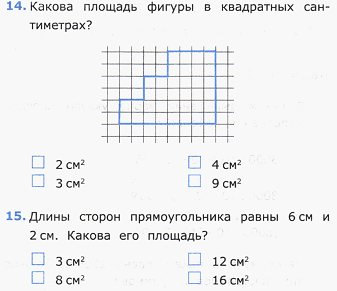 14. Какова площадь фигуры в квадратных сан-
тиметрах?
2 см² 4 см²
3 см² 9 см²
15. Длины сторон прямоугольника равны 6 см и
2 см. Какова его площадь?
3 см² 12 см²
8 см² 16 см²